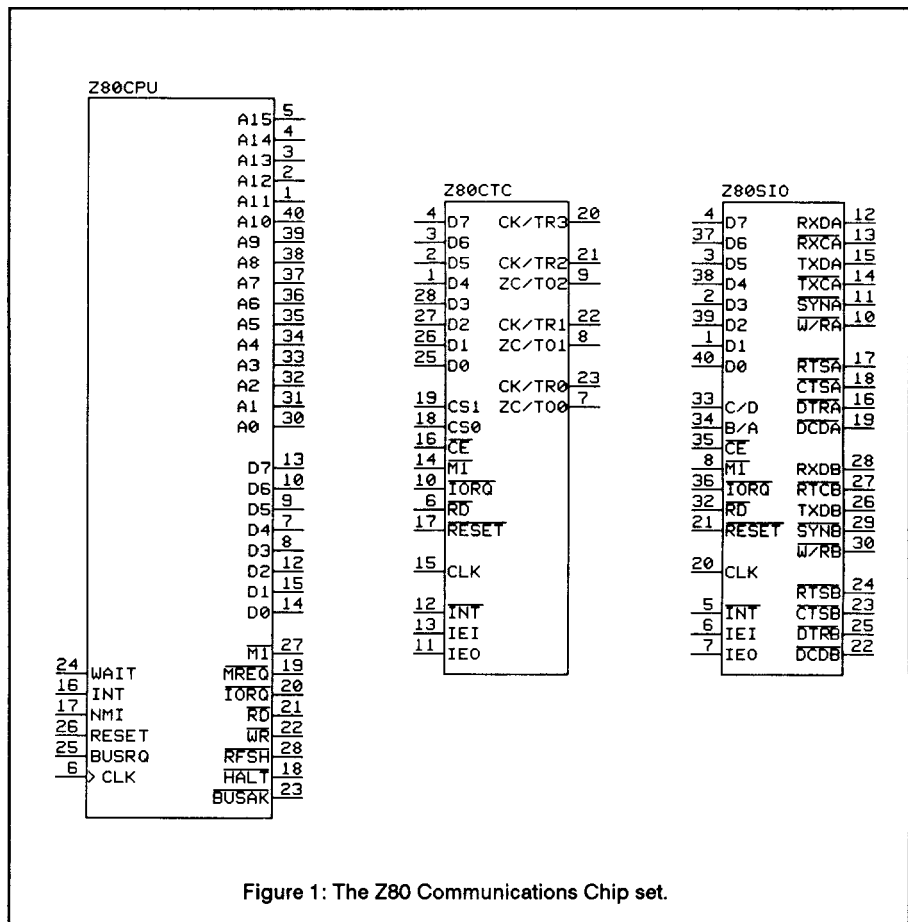 Z80CPU
A15 5
A14 4
A13 3
A12 2
A11 1
A10 40
A9 39
A8 38
A7 37
A6 36
A5 35
A4 34
A3 33
A2 32
A1 31
A0 30
D7 13
D6 10
D5 9
D4 7
D3 8
D2 12
D1 15
D0 14
M1 27
24 WAIT MREQ 19
16 INT IORQ 20
17 NMI RD 21
26 RESET WR 22
25 BUSRQ RFSH 28
6 CLK HALT 18
BUSAK 23
Z80CTC
4 D7 CK/TR3 20
3 D6
2 D5 CK/TR2 21
1 D4 ZC/TO2 9
28 D3
27 D2 CK/TR1 22
26 D1 ZC/TO1 8
25 D0
CK/TR0 23
19 CS1 ZC/TO0 7
18 CS0
16 CE
14 M1
10 IORQ
6 RD
17 RESET
15 CLK
12 INT
13 IEI
11 IEO
Z80SIO
4 D7 RXDA 12
37 D6 RXCA 13
3 D5 TXDA 15
38 D4 TXCA 14
2 D3 SYNA 11
39 D2 W/RA 10
1 D1
40 D0 RTSA 17
CTSA 18
33 C/D DTRA 16
34 B/A DCDA 19
35 CE
8 M1 RXDB 28
36 IORQ RTCB 27
32 RD TXDB 26
21 RESET SYNB 29
W/RB 30
20 CLK
RTSB 24
5 INT CTSB 23
6 IEI DTRB 25
7 IEO DCDB 22
Figure 1: The Z80 Communications Chip set.